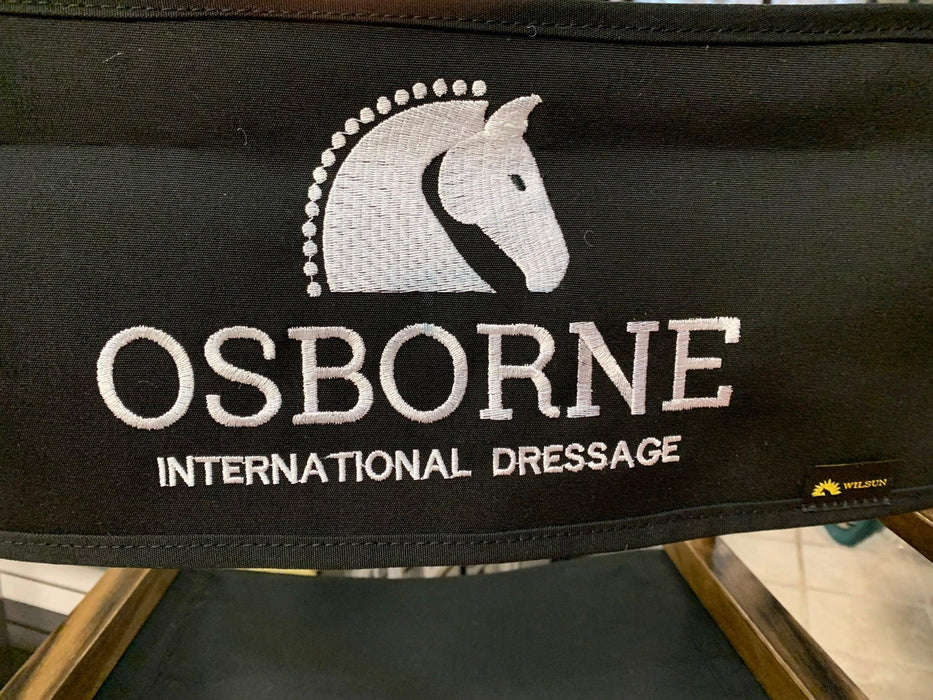 OSBORNE
INTERNATIONAL DRESSAGE
WILSUN